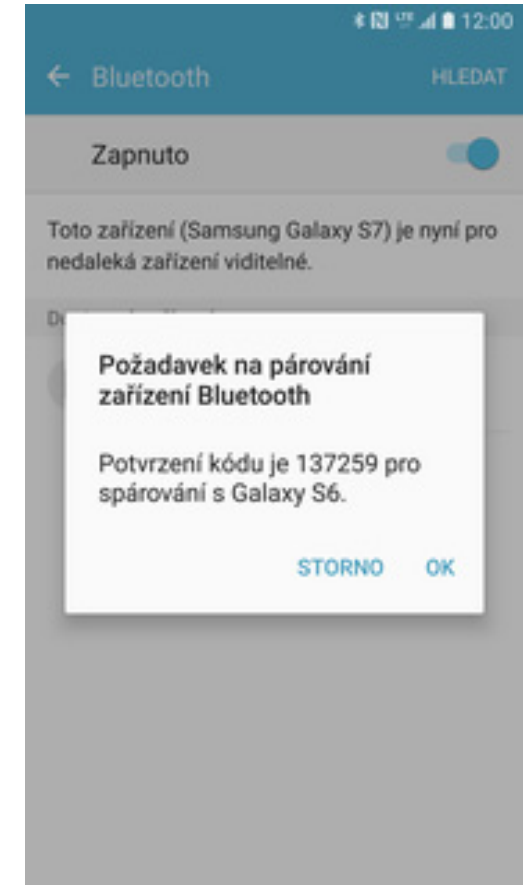 LTE 12:00
Bluetooth HLEDAT
Zapnuto
Toto zařízení (Samsung Galaxy S7) je nyní pro
nedaleká zařízení viditelné.
Požadavek na párování
zařízení Bluetooth
Potvrzení kódu je 137259 pro
spárování s Galaxy S6.
STORNO OK